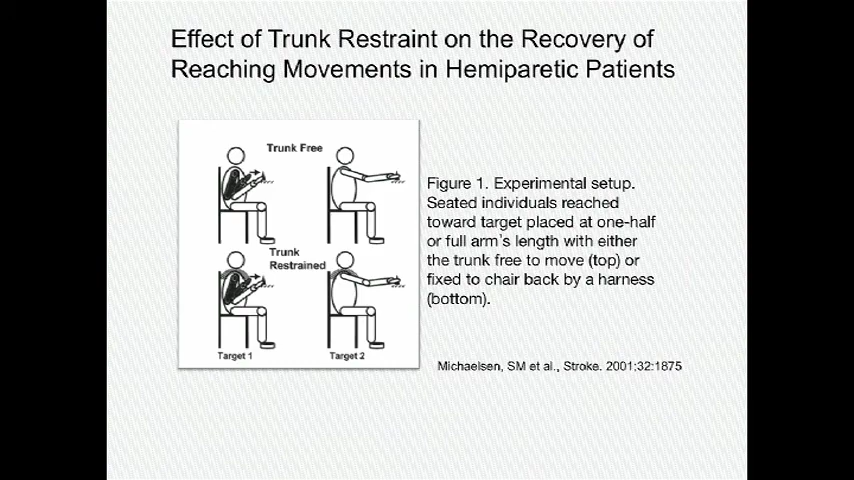 Effect of Trunk Restraint on the Recovery of
Reaching Movements in Hemiparetic Patients
Trunk Free
Trunk
Restrained
Target 1
Target 2
Figure 1. Experimental setup.
Seated individuals reached
toward target placed at one-half
or full arm's length with either
the trunk free to move (top) or
fixed to chair back by a harness
(bottom).
Michaelsen, SM et al., Stroke. 2001;32:1875